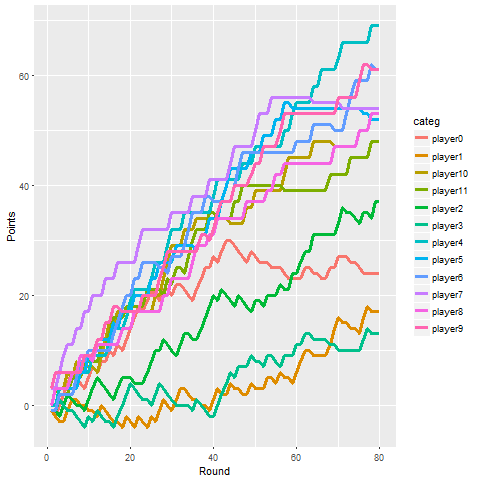 Points
60
40
20
0
0
20
40
60
80
Round
categ
player0
player1
player10
player11
player2
player3
player4
player5
player6
player7
player8
player9